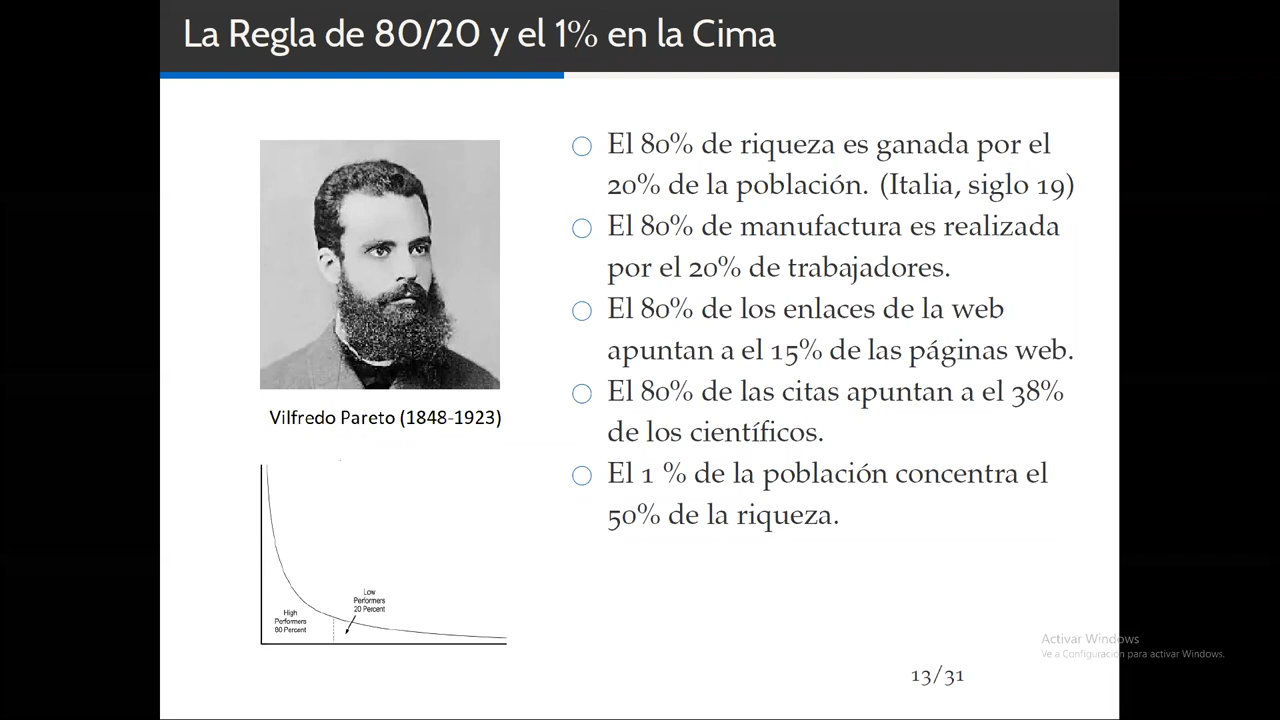 La Regla de 80/20 y el 1% en la Cima
El 80% de riqueza es ganada por el
20% de la población. (Italia, siglo 19)
El 80% de manufactura es realizada
por el 20% de trabajadores.
El 80% de los enlaces de la web
apuntan a el 15% de las páginas web.
El 80% de las citas apuntan a el 38%
de los científicos.
El 1 % de la población concentra el
50% de la riqueza.
Vilfredo Pareto (1848-1923)
Low
Performers
20 Percent
High
Performers
80 Percent
Activar Windows
Ve a Configuración para activar Windows.
13/31